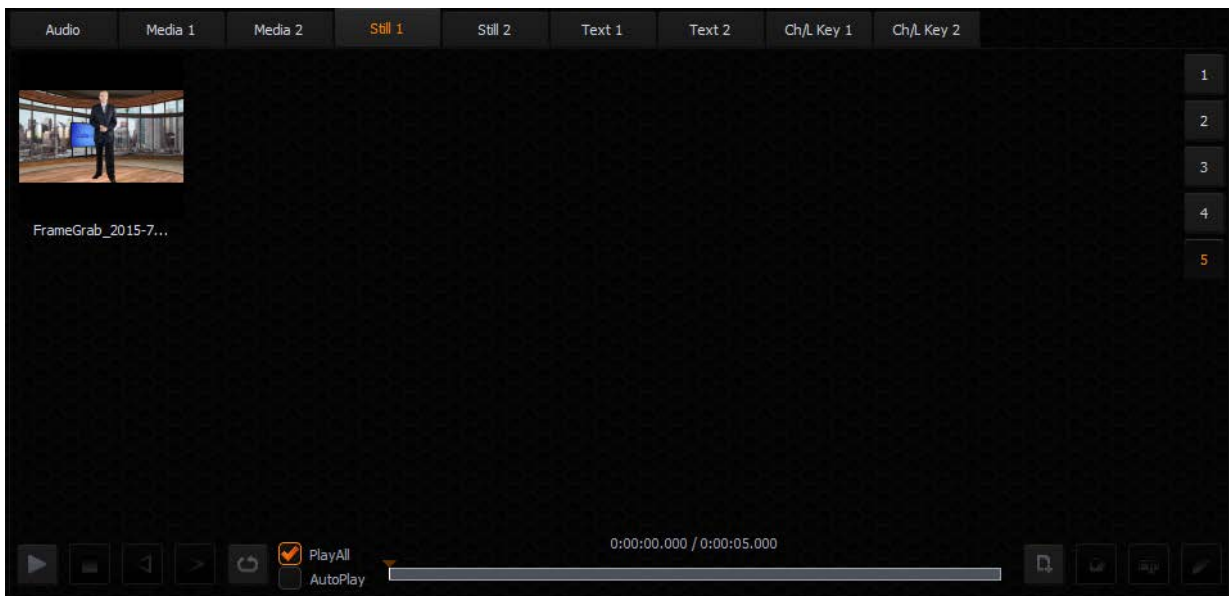 Audio Media 1 Media 2 Still 1 Still 2 Text 1 Text 2 Ch/L Key 1 Ch/L Key 2
1
2
3
4
5
FrameGrab_2015-7...
0:00:00.000 / 0:00:05.000
PlayAll
AutoPlay